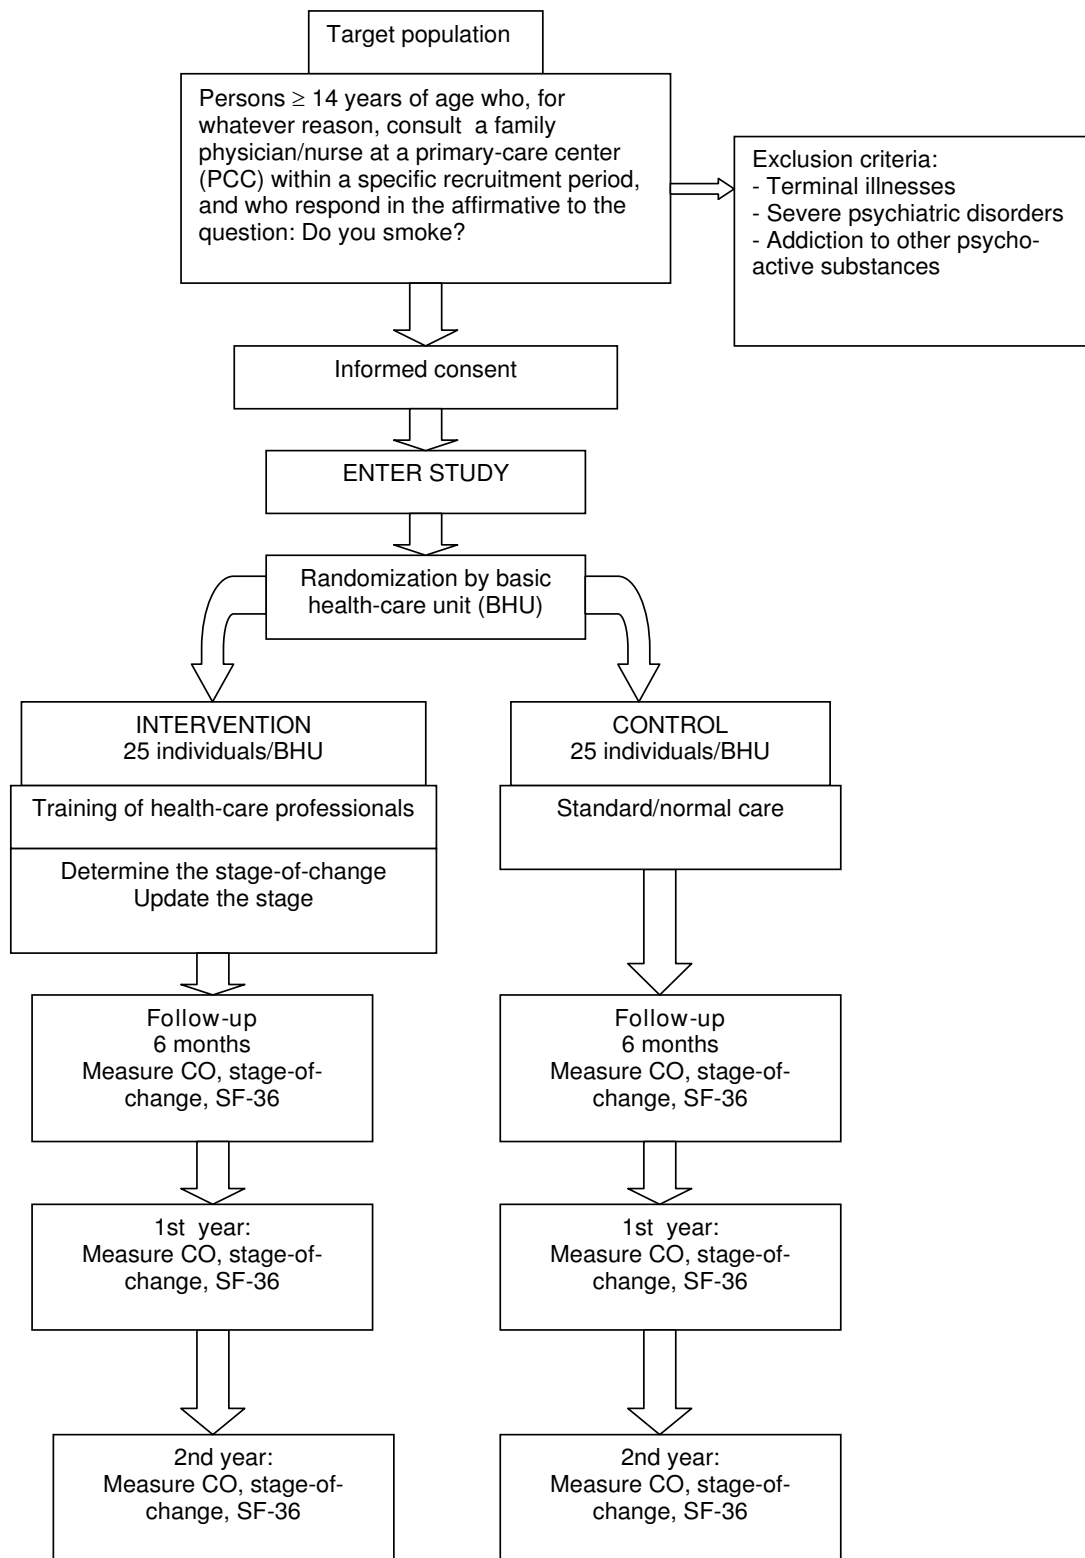 Target population
Persons ≥ 14 years of age who, for
whatever reason, consult a family
physician/nurse at a primary-care center
(PCC) within a specific recruitment period,
and who respond in the affirmative to the
question: Do you smoke?
Exclusion criteria:
- Terminal illnesses
- Severe psychiatric disorders
- Addiction to other psycho-
active substances
Informed consent
ENTER STUDY
Randomization by basic
health-care unit (BHU)
INTERVENTION
25 individuals/BHU
Training of health-care professionals
Determine the stage-of-change
Update the stage
CONTROL
25 individuals/BHU
Standard/normal care
Follow-up
6 months
Measure CO, stage-of-
change, SF-36
Follow-up
6 months
Measure CO, stage-of-
change, SF-36
1st year:
Measure CO, stage-of-
change, SF-36
1st year:
Measure CO, stage-of-
change, SF-36
2nd year:
Measure CO, stage-of-
change, SF-36
2nd year:
Measure CO, stage-of-
change, SF-36